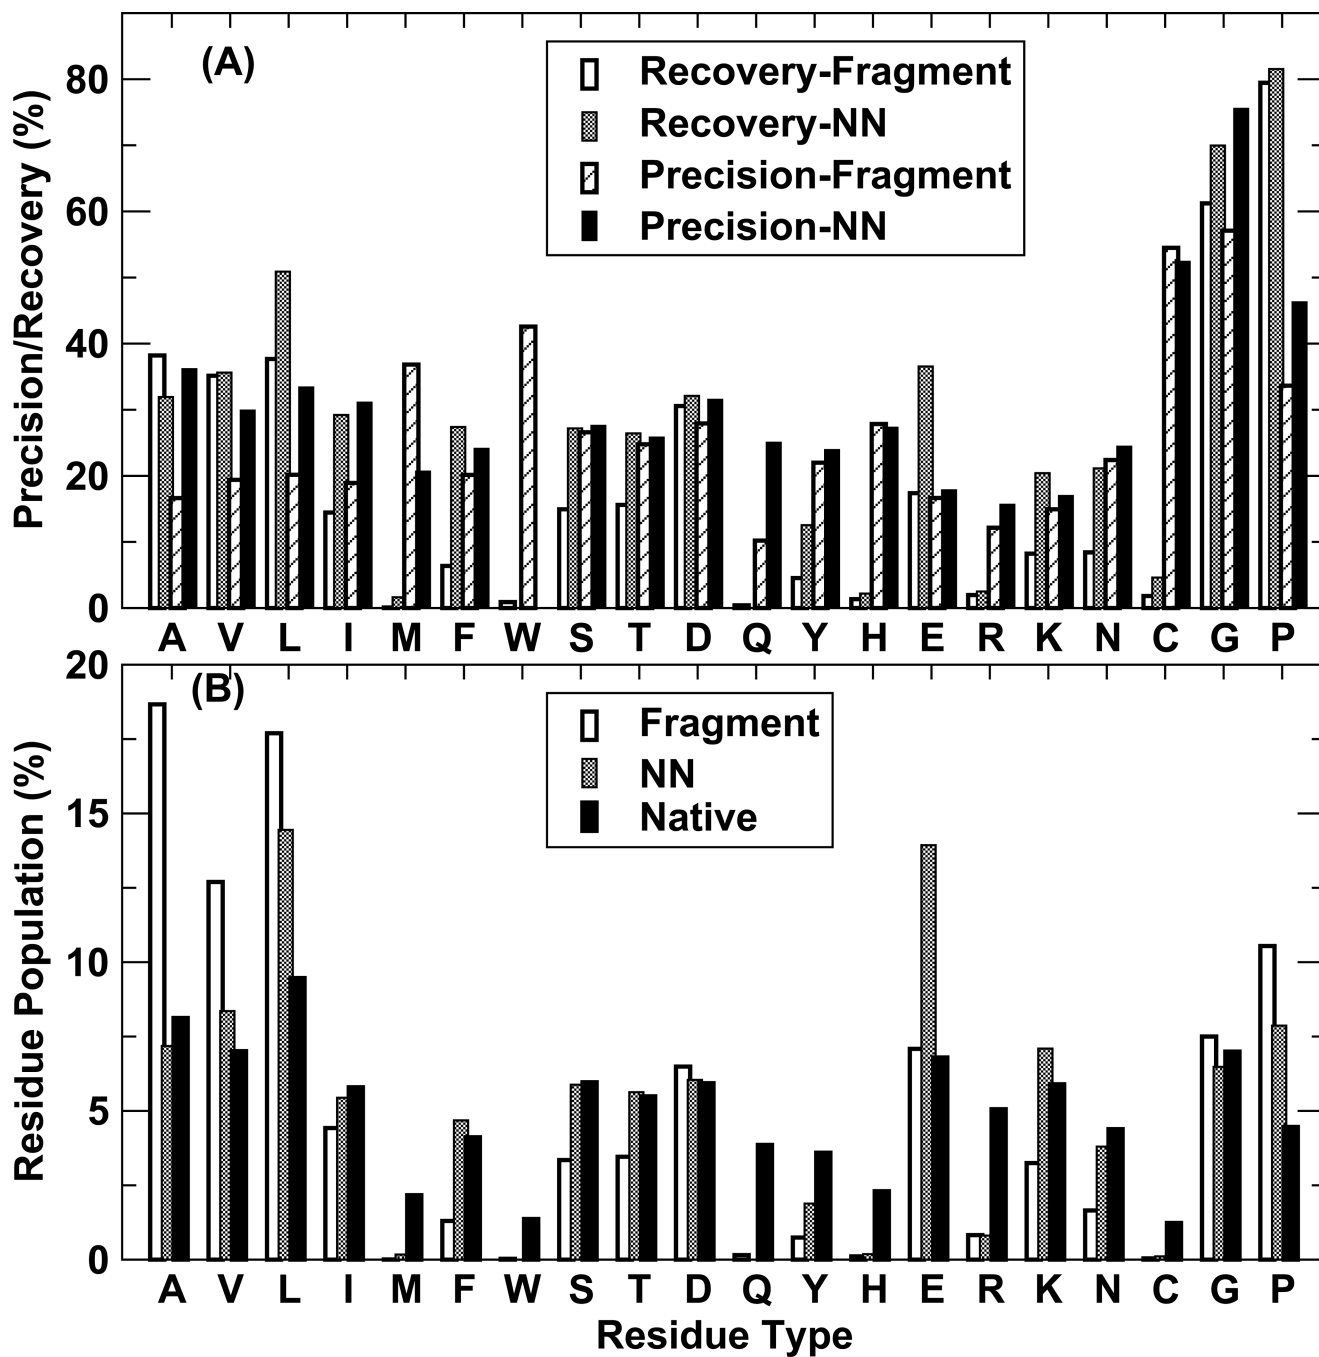 (A)
Recovery-Fragment
Recovery-NN
Precision-Fragment
Precision-NN
Precision/Recovery (%)
80
60
40
20
0
A V L I M F W S T D Q Y H E R K N C G P
(B)
Fragment
NN
Native
Residue Population (%)
20
15
10
5
0
A V L I M F W S T D Q Y H E R K N C G P
Residue Type